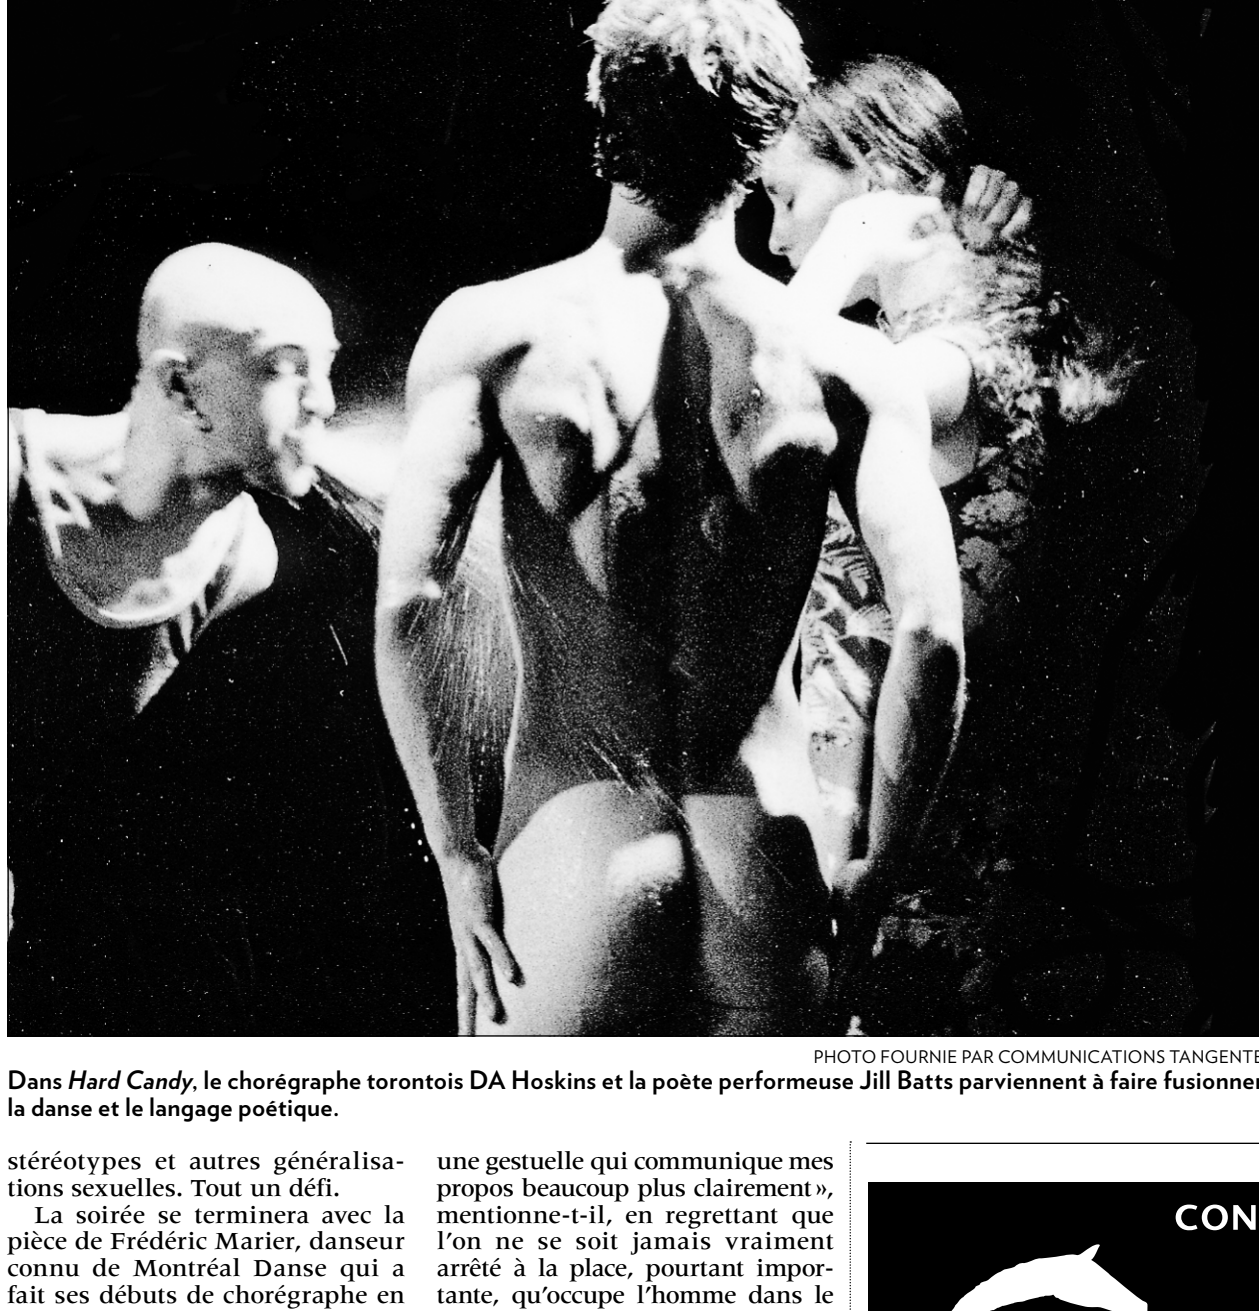 PHOTO FOURNIE PAR COMMUNICATIONS TANGENTE
Dans Hard Candy, le chorégraphe torontois DA Hoskins et la poète performeuse Jill Batts parviennent à faire fusionner
la danse et le langage poétique.
stéréotypes et autres généralisa-
tions sexuelles. Tout un défi.
La soirée se terminera avec la
pièce de Frédéric Marier, danseur
connu de Montréal Danse qui a
fait ses débuts de chorégraphe en
une gestuelle qui communique mes
propos beaucoup plus clairement »,
mentionne-t-il, en regrettant que
l'on ne se soit jamais vraiment
arrêté à la place, pourtant impor-
tante, qu'occupe l'homme dans le
CON